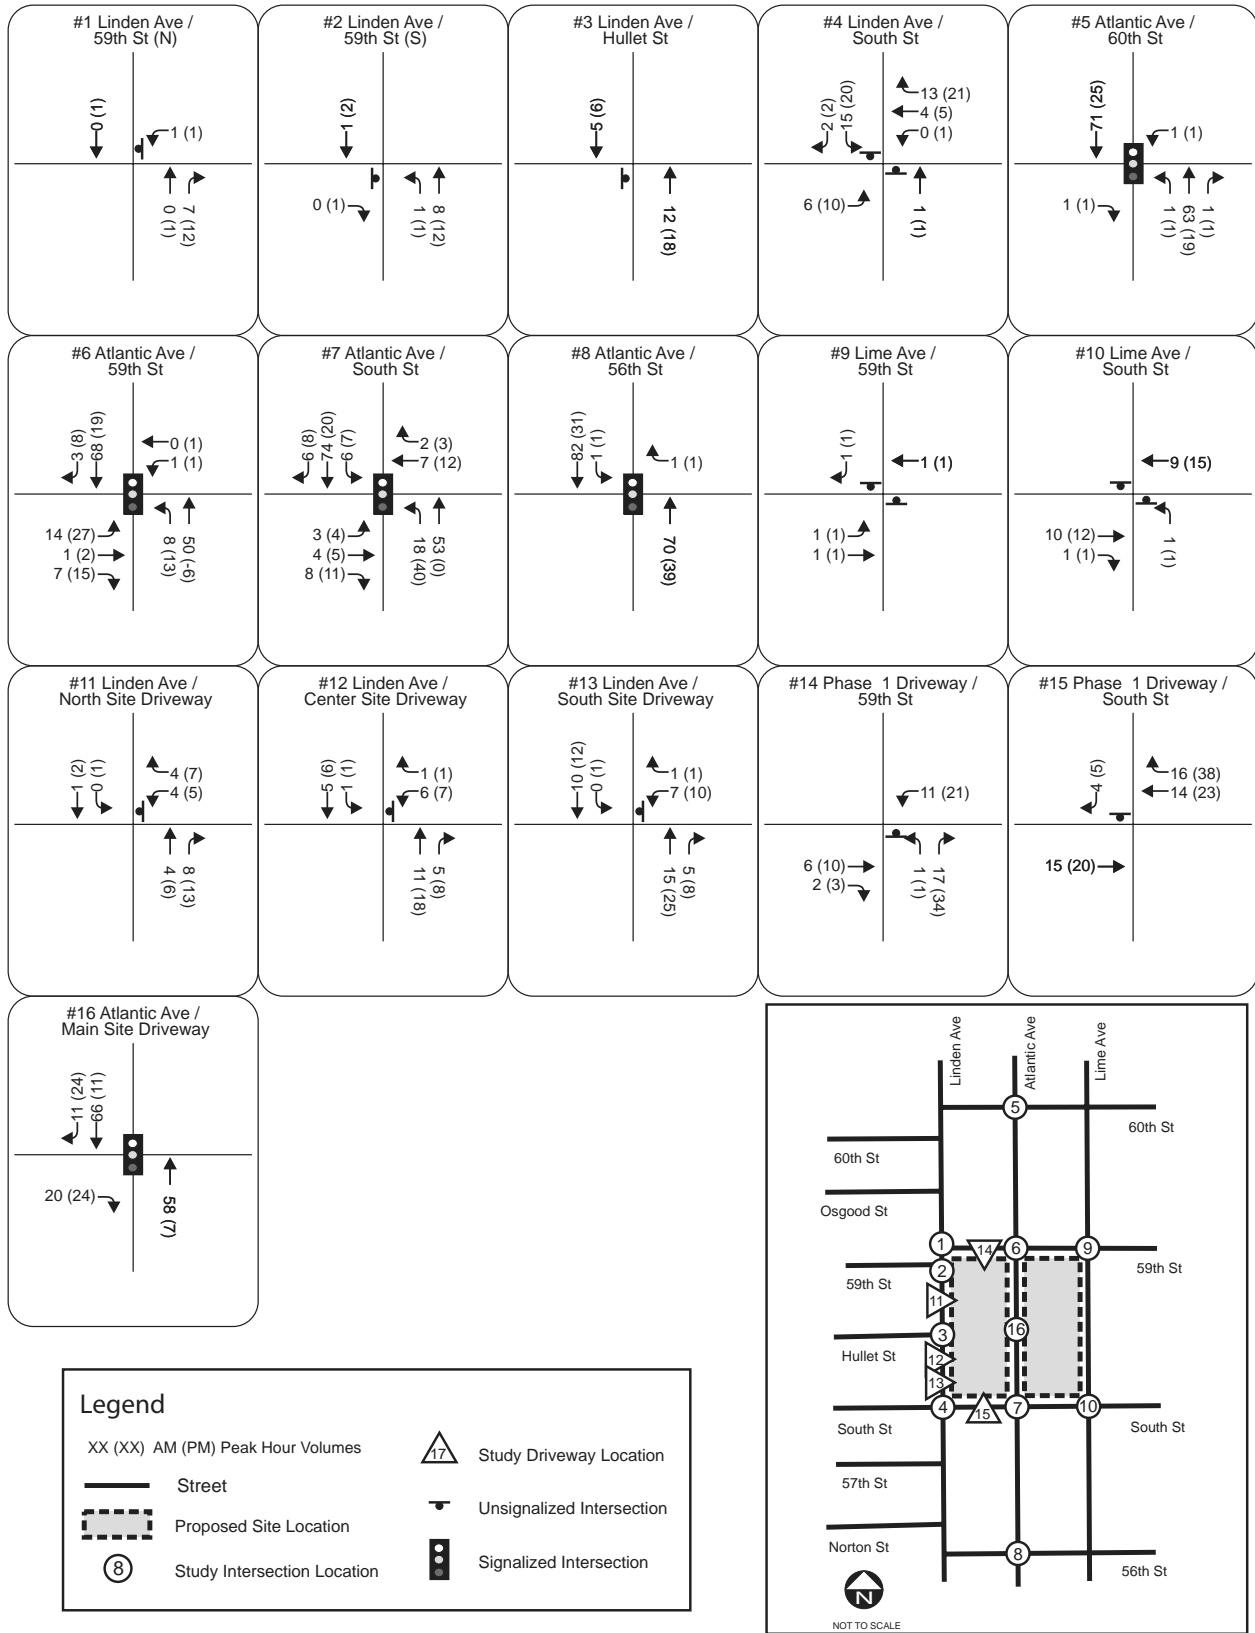 #1 Linden Ave /
59th St (N)
0 (1)
1 (1)
0 (1)
7 (12)
#2 Linden Ave /
59th St (S)
1 (2)
0 (1)
1 (1)
8 (12)
#3 Linden Ave /
Hullet St
5 (6)
12 (18)
#4 Linden Ave /
South St
2 (2)
15 (20)
13 (21)
4 (5)
0 (1)
6 (10)
1 (1)
#5 Atlantic Ave /
60th St
71 (25)
1 (1)
1 (1)
1 (1)
63 (19)
1 (1)
#6 Atlantic Ave /
59th St
3 (8)
68 (19)
0 (1)
1 (1)
14 (27)
1 (2)
7 (15)
8 (13)
50 (-6)
#7 Atlantic Ave /
South St
6 (8)
74 (20)
6 (7)
2 (3)
7 (12)
3 (4)
4 (5)
8 (11)
18 (40)
53 (0)
#8 Atlantic Ave /
56th St
82 (31)
1 (1)
1 (1)
70 (39)
#9 Lime Ave /
59th St
1 (1)
1 (1)
1 (1)
1 (1)
#10 Lime Ave /
South St
9 (15)
10 (12)
1 (1)
1 (1)
#11 Linden Ave /
North Site Driveway
1 (2)
0 (1)
4 (7)
4 (5)
4 (6)
8 (13)
#12 Linden Ave /
Center Site Driveway
5 (6)
1 (1)
1 (1)
6 (7)
11 (18)
5 (8)
#13 Linden Ave /
South Site Driveway
10 (12)
0 (1)
1 (1)
7 (10)
15 (25)
5 (8)
#14 Phase 1 Driveway /
59th St
11 (21)
6 (10)
2 (3)
1 (1)
17 (34)
#15 Phase 1 Driveway /
South St
4 (5)
16 (38)
14 (23)
15 (20)
#16 Atlantic Ave /
Main Site Driveway
11 (24)
66 (11)
20 (24)
58 (7)
Linden Ave
Atlantic Ave
Lime Ave
5
60th St
60th St
Osgood St
1
14
6
9
59th St
2
59th St
11
3
16
Hullet St
12
13
4
15
7
10
South St
South St
57th St
Norton St
8
56th St
N
NOT TO SCALE
Legend
XX (XX) AM (PM) Peak Hour Volumes
Street
Proposed Site Location
8
Study Intersection Location
17
Study Driveway Location
Unsignalized Intersection
Signalized Intersection